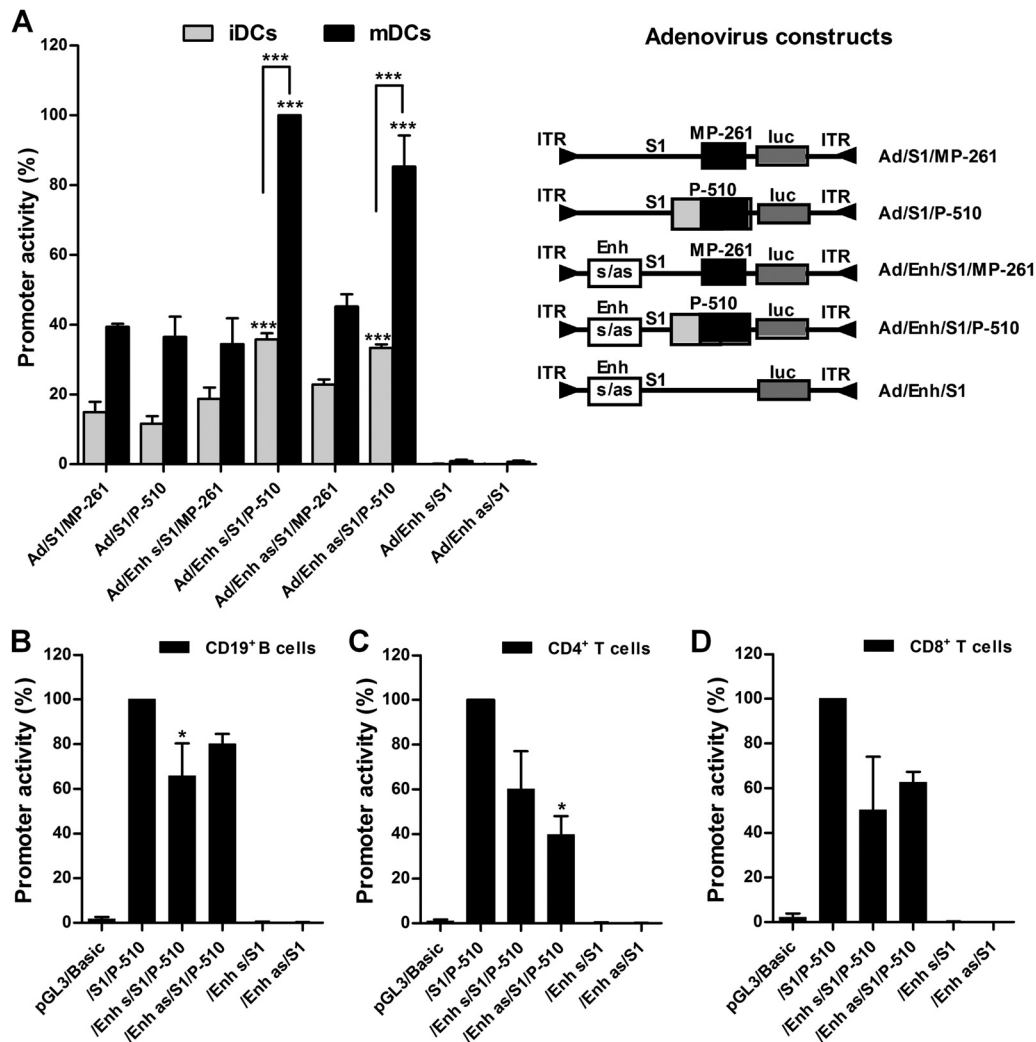 A
iDCs
mDCs
Promoter activity (%)
120
100
80
60
40
20
0
***
***
***
***
***
***
Ad/S1/MP-261
Ad/S1/P-510
Ad/Enh s/S1/MP-261
Ad/Enh s/S1/P-510
Ad/Enh as/S1/MP-261
Ad/Enh as/S1/P-510
Ad/Enh s/S1
Ad/Enh as/S1
Adenovirus constructs
ITR S1 MP-261 luc ITR Ad/S1/MP-261
ITR S1 P-510 luc ITR Ad/S1/P-510
ITR Enh s/as S1 MP-261 luc ITR Ad/Enh/S1/MP-261
ITR Enh s/as S1 P-510 luc ITR Ad/Enh/S1/P-510
ITR Enh s/as S1 luc ITR Ad/Enh/S1
B
CD19+ B cells
Promoter activity (%)
120
100
80
60
40
20
0
*
pGL3/Basic
/S1/P-510
/Enh s/S1/P-510
/Enh as/S1/P-510
/Enh s/S1
/Enh as/S1
C
CD4+ T cells
Promoter activity (%)
120
100
80
60
40
20
0
*
pGL3/Basic
/S1/P-510
/Enh s/S1/P-510
/Enh as/S1/P-510
/Enh s/S1
/Enh as/S1
D
CD8+ T cells
Promoter activity (%)
120
100
80
60
40
20
0
pGL3/Basic
/S1/P-510
/Enh s/S1/P-510
/Enh as/S1/P-510
/Enh s/S1
/Enh as/S1